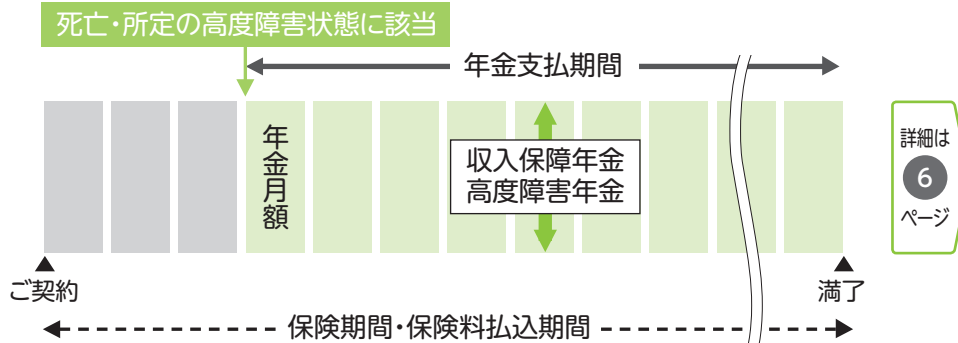 死亡・所定の高度障害状態に該当
年金支払期間
年金月額
収入保障年金
高度障害年金
詳細は
6
ページ
ご契約
満了
保険期間・保険料払込期間